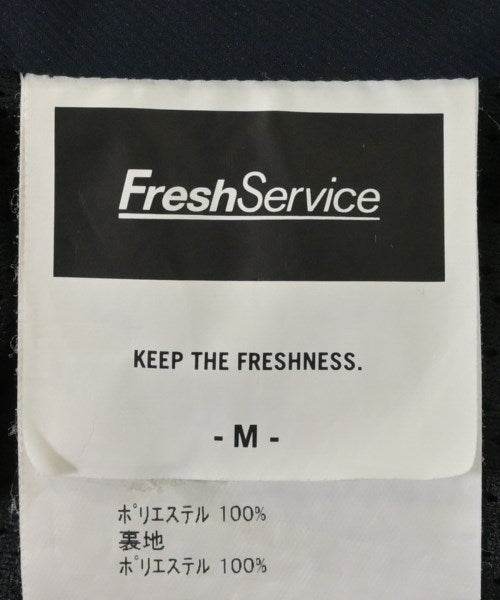 FreshService
KEEP THE FRESHNESS.
- M -
ポリエステル 100%
裏地
ポリエステル 100%